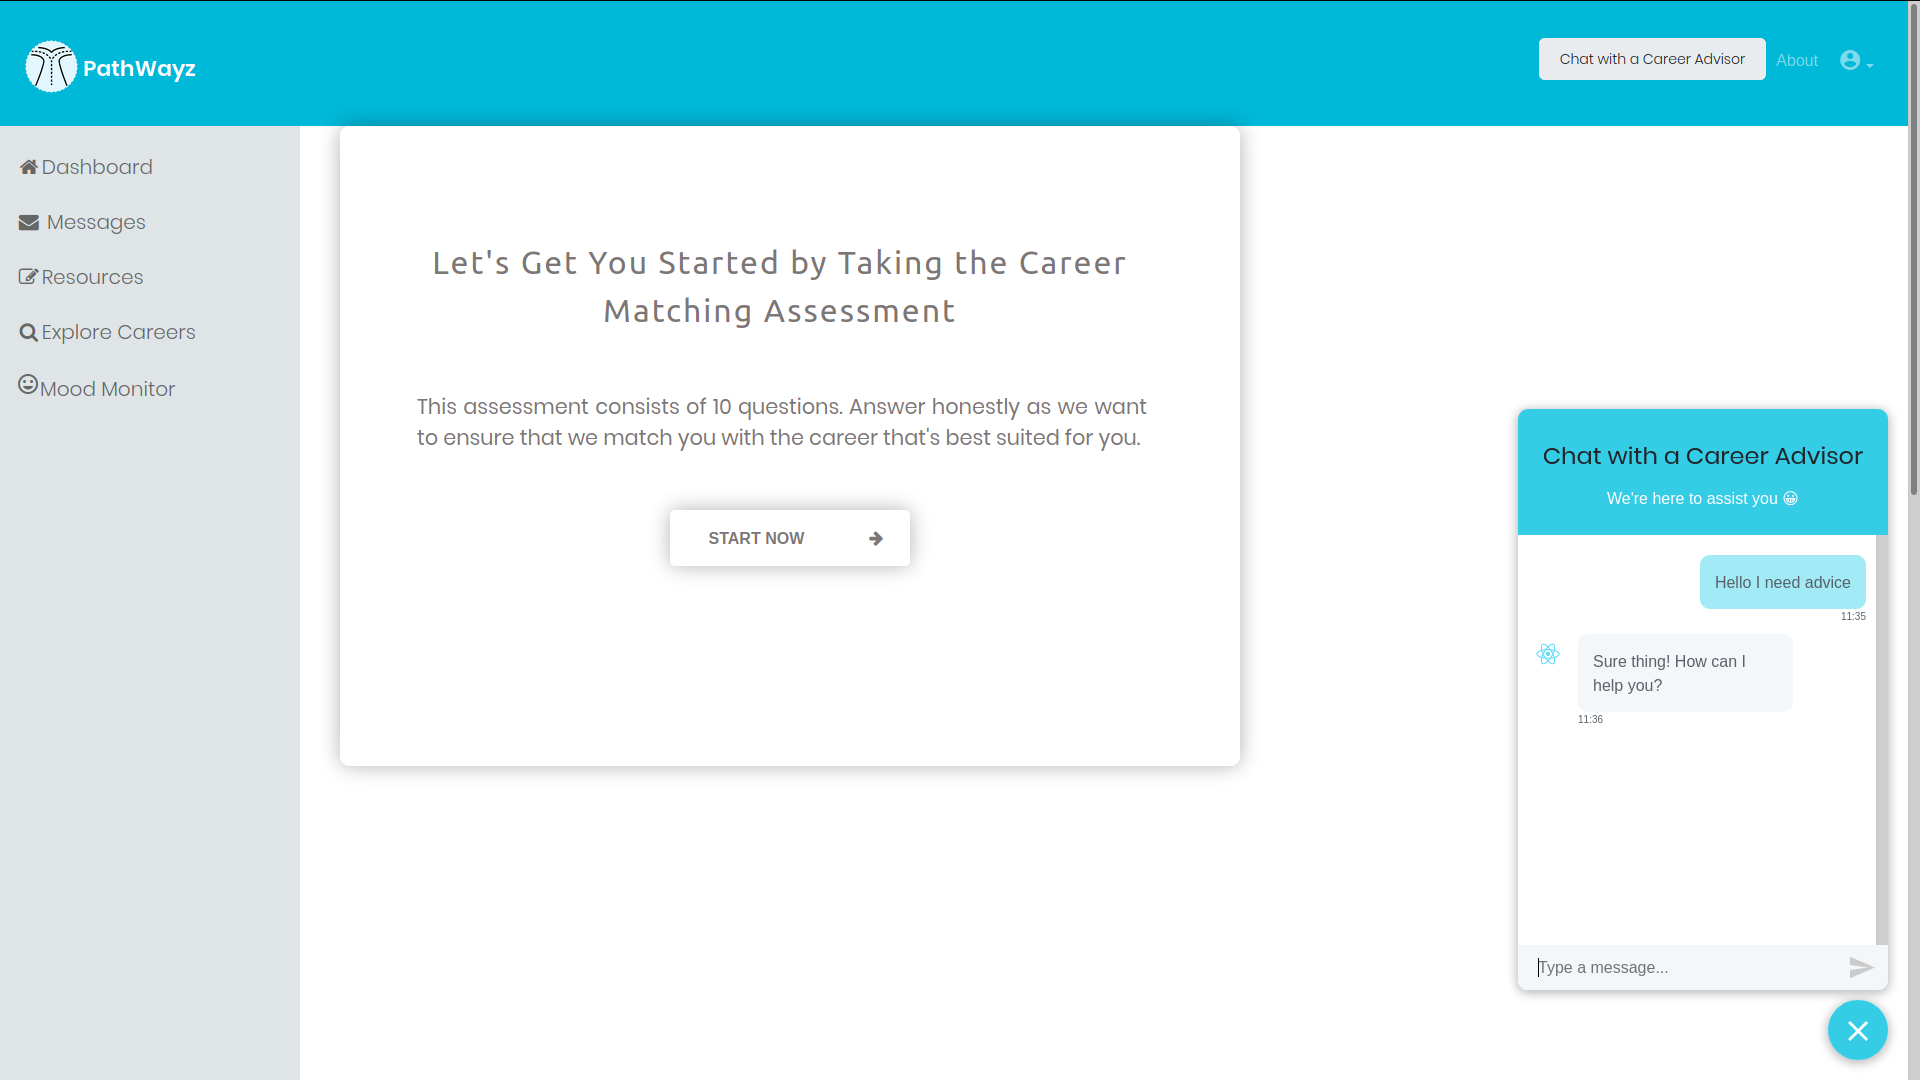 PathWayz
Chat with a Career Advisor
About
Dashboard
Messages
Resources
Explore Careers
Mood Monitor
Let's Get You Started by Taking the Career
Matching Assessment
This assessment consists of 10 questions. Answer honestly as we want
to ensure that we match you with the career that's best suited for you.
START NOW
Chat with a Career Advisor
We're here to assist you 😀
Hello I need advice
11:35
Sure thing! How can I
help you?
11:36
Type a message...